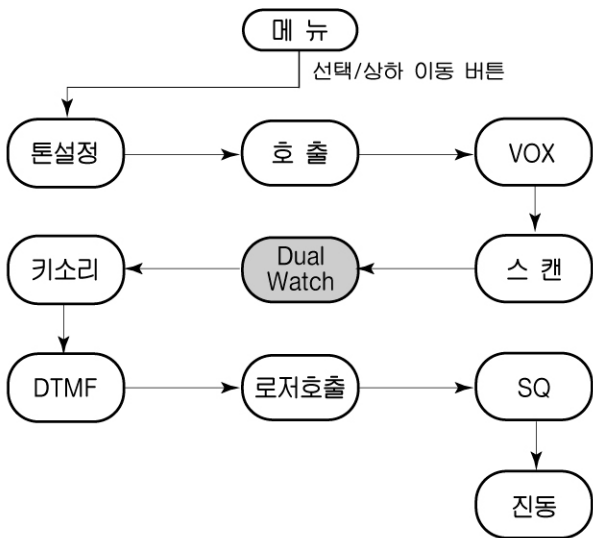 메 뉴
선택/상하 이동 버튼
톤설정
호 출
VOX
키소리
Dual
Watch
스 캔
DTMF
로저호출
SQ
진동